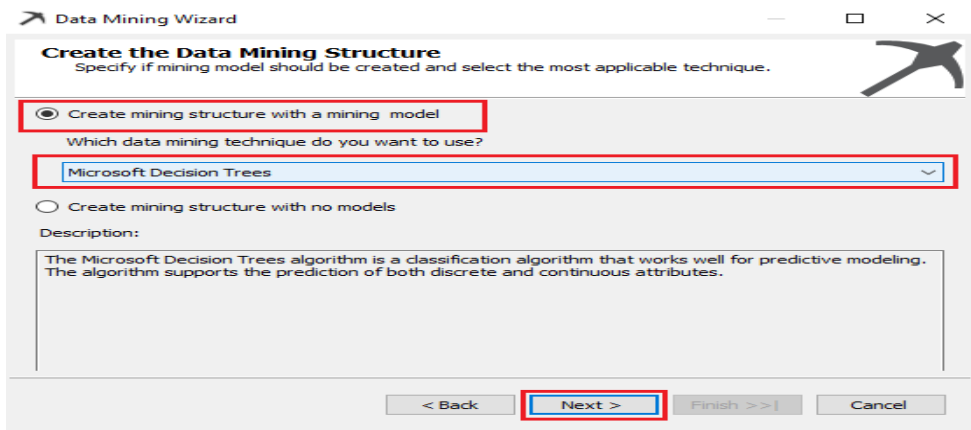 Data Mining Wizard
Create the Data Mining Structure
Specify if mining model should be created and select the most applicable technique.
Create mining structure with a mining model
Which data mining technique do you want to use?
Microsoft Decision Trees
Create mining structure with no models
Description:
The Microsoft Decision Trees algorithm is a classification algorithm that works well for predictive modeling.
The algorithm supports the prediction of both discrete and continuous attributes.
< Back Next > Finish >>| Cancel